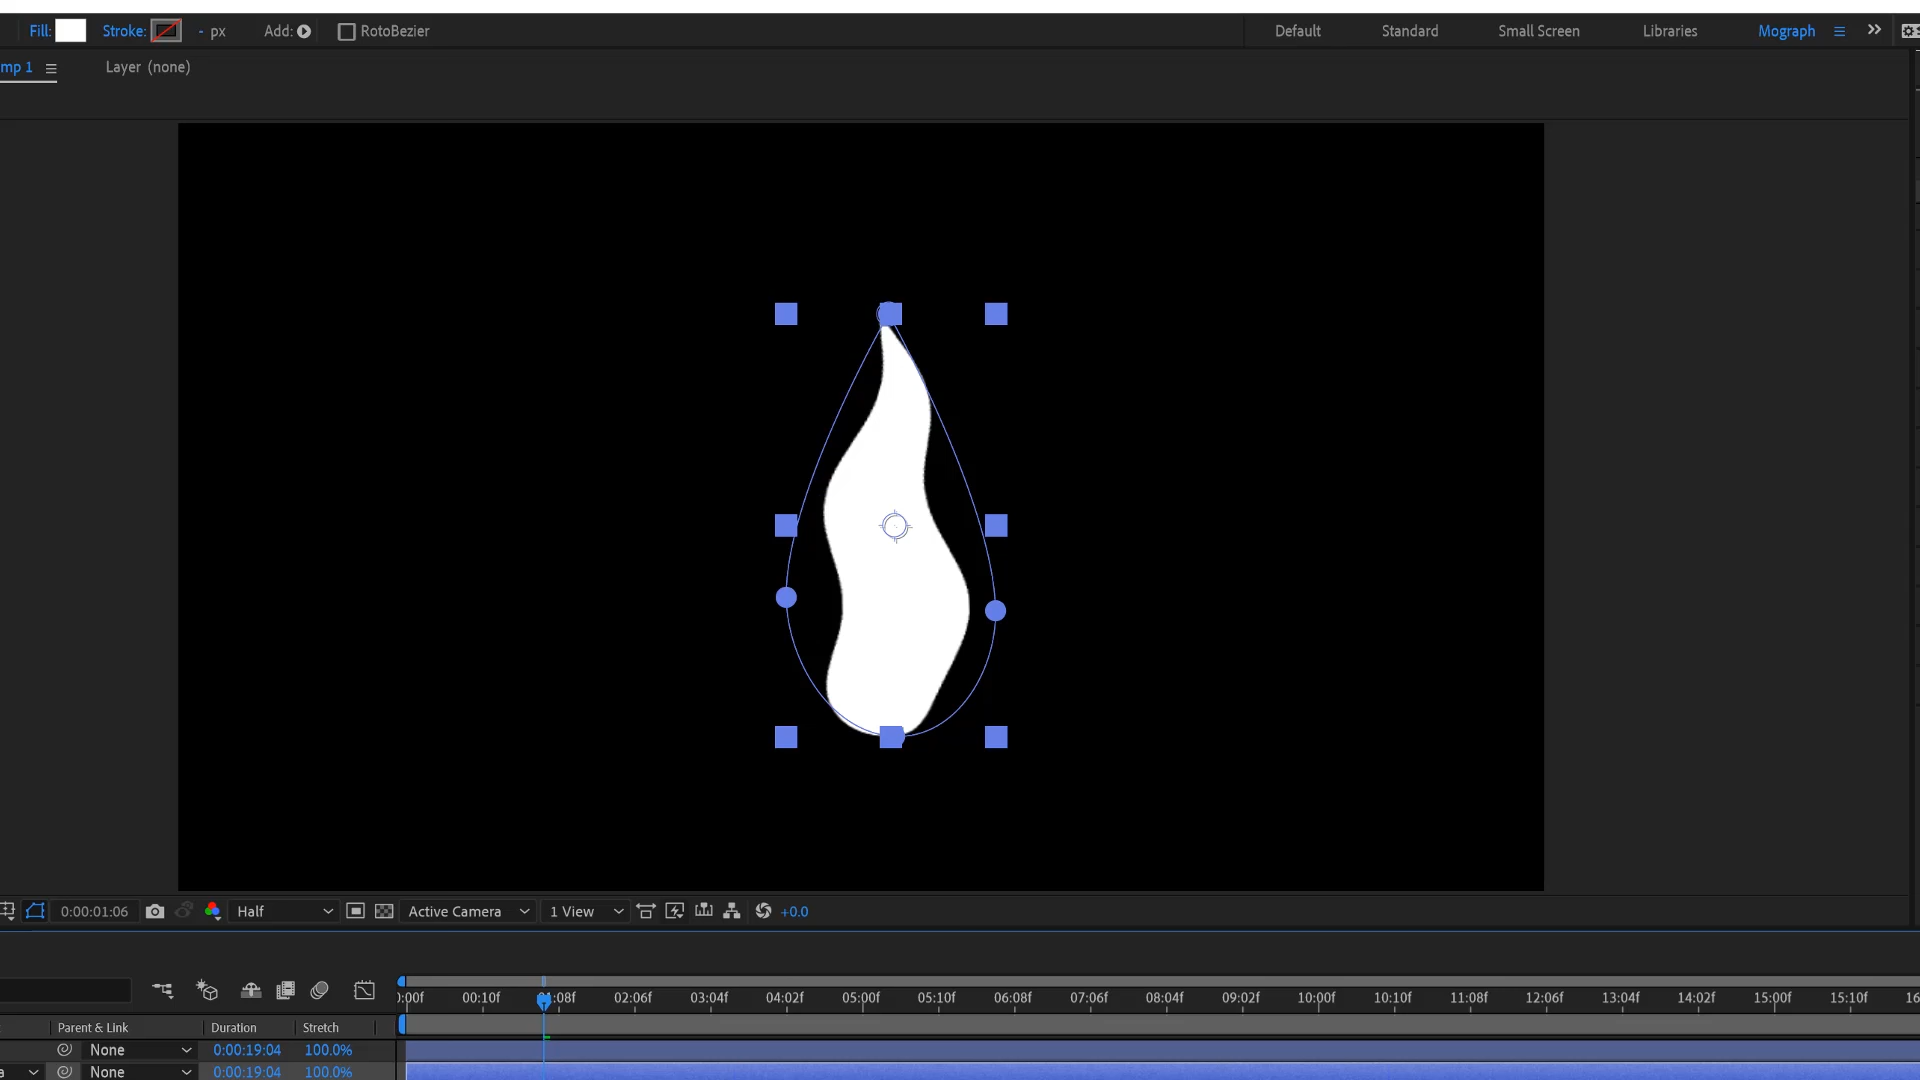 Fill: Stroke: - px Add: RotoBezier Default Standard Small Screen Libraries Mograph
mp 1 Layer (none)
0:00:01:06 Half Active Camera 1 View +0.0
):00f 00:10f 01:08f 02:06f 03:04f 04:02f 05:00f 05:10f 06:08f 07:06f 08:04f 09:02f 10:00f 10:10f 11:08f 12:06f 13:04f 14:02f 15:00f 15:10f 16
Parent & Link Duration Stretch
None 0:00:19:04 100.0%
a None 0:00:19:04 100.0%